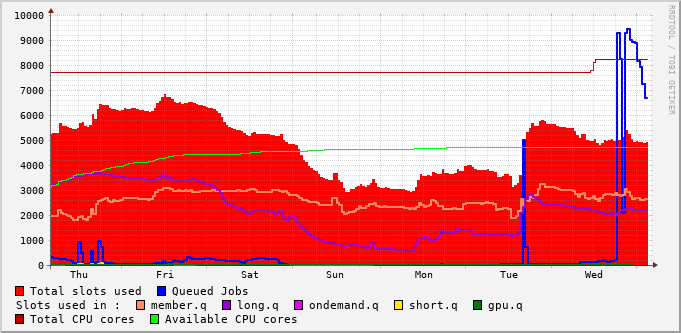 RRDTOOL / TOBI OETIKER
10000
9000
8000
7000
6000
5000
4000
3000
2000
1000
0
Thu Fri Sat Sun Mon Tue Wed
Total slots used Queued Jobs
Slots used in : member.q long.q ondemand.q short.q gpu.q
Total CPU cores Available CPU cores